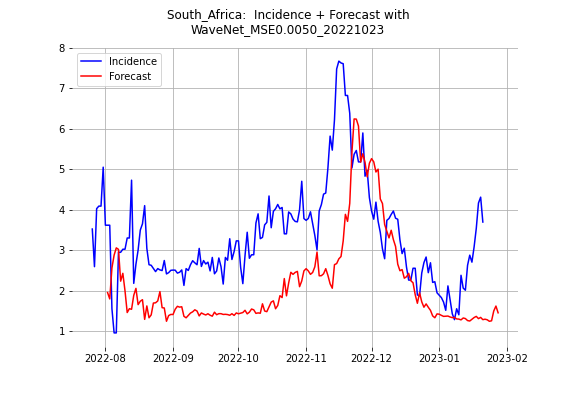 South_Africa:  Incidence + Forecast with
WaveNet_MSE0.0050_20221023
Incidence
Forecast
8
7
6
5
4
3
2
1
2022-08 2022-09 2022-10 2022-11 2022-12 2023-01 2023-02